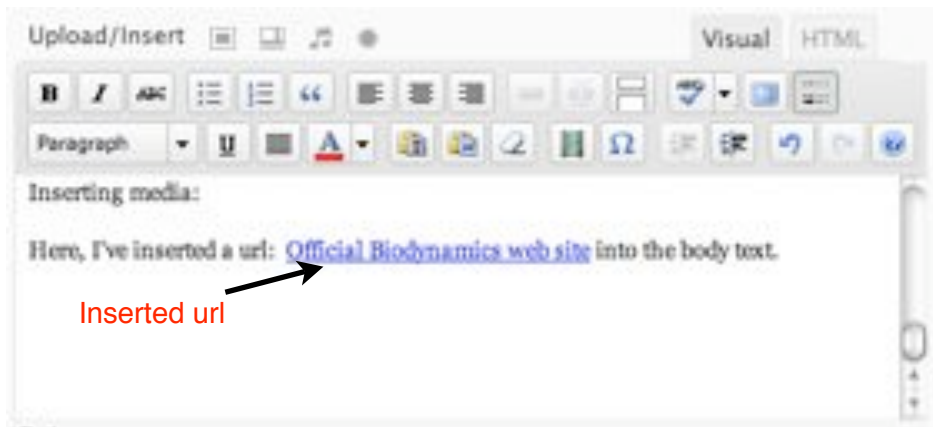 Upload/Insert Visual HTML
B I ABC
Paragraph U A Ω
Inserting media:
Here, I've inserted a url: Official Biodynamics web site into the body text.
Inserted url